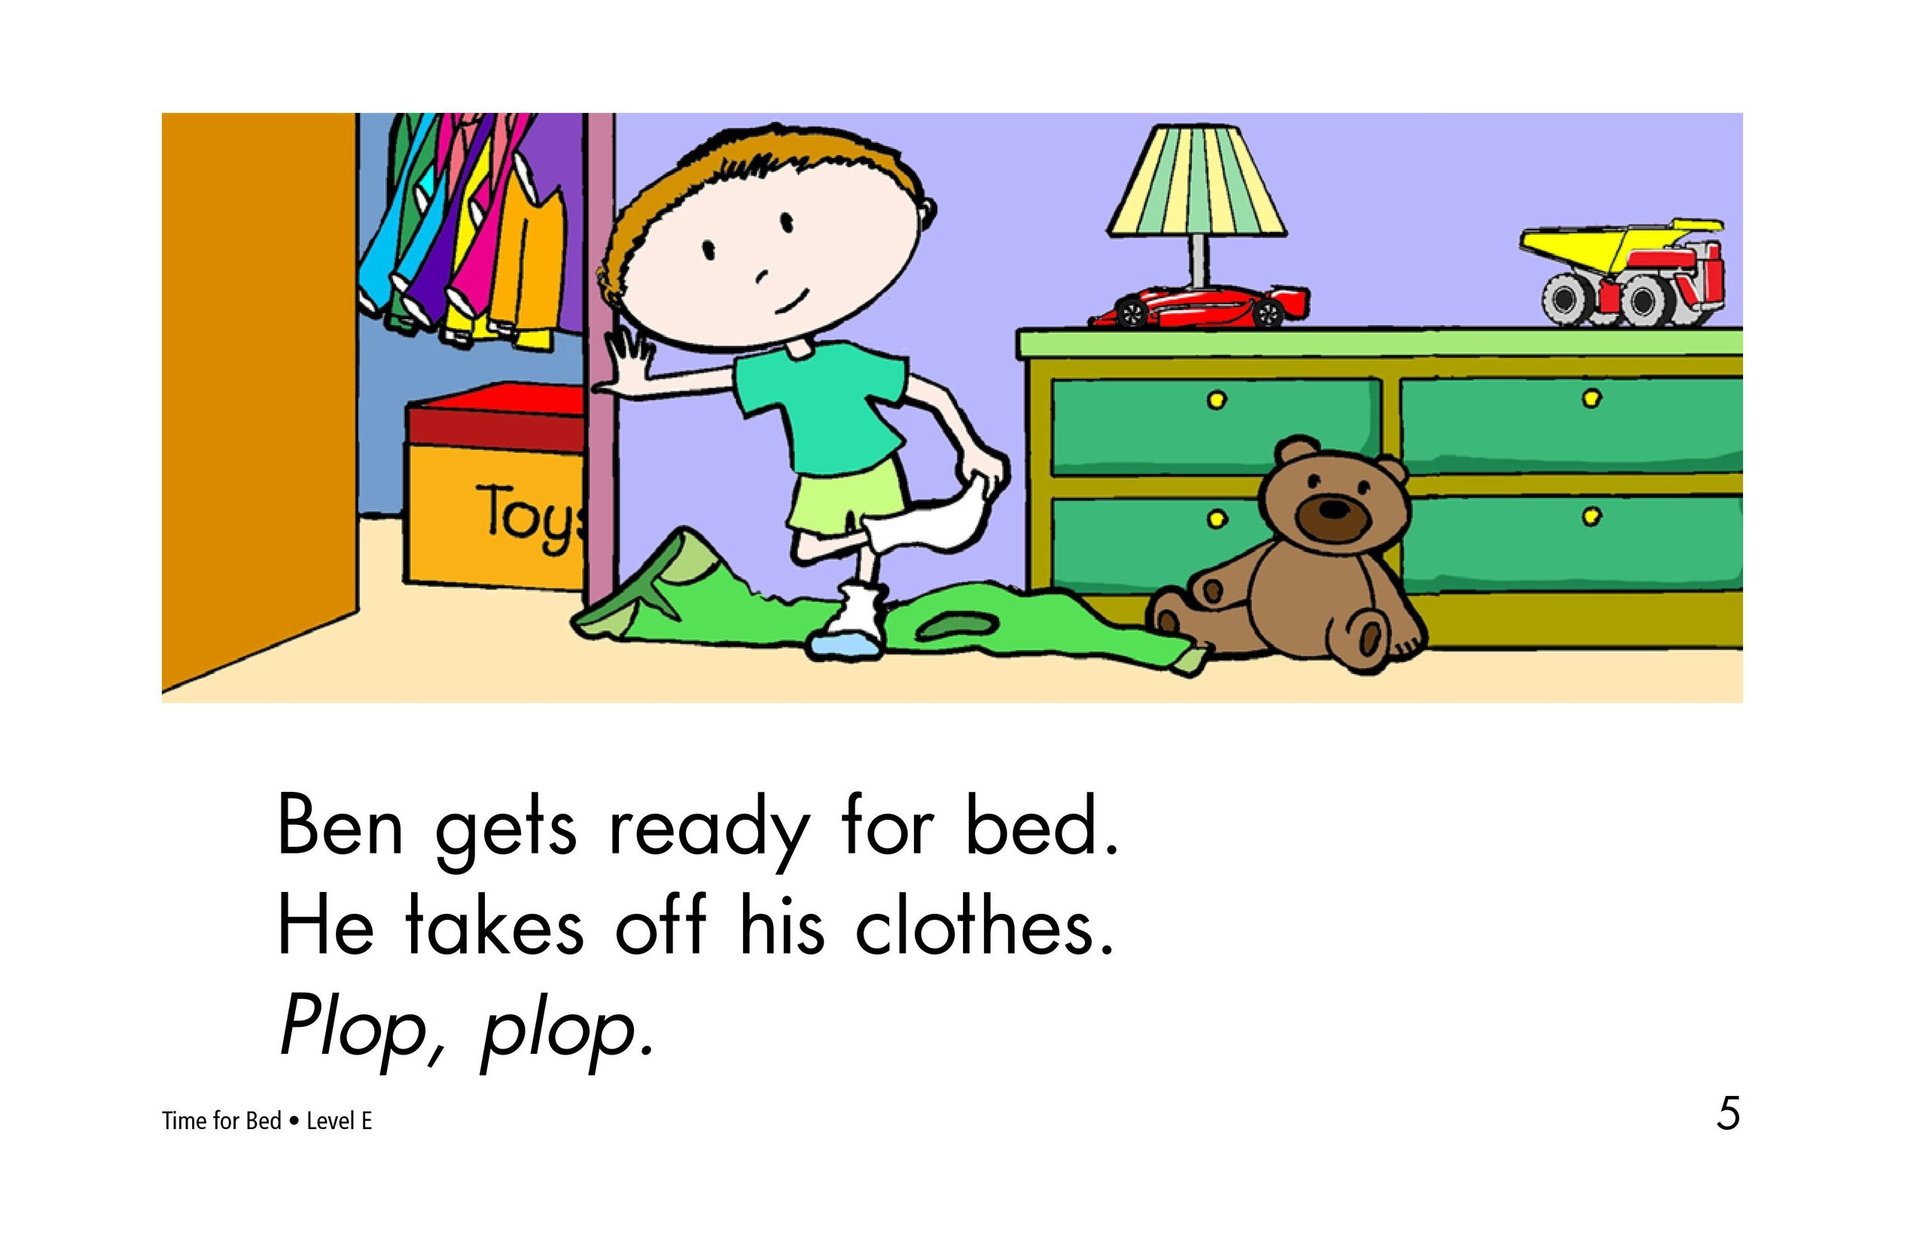 Toys
Ben gets ready for bed.
He takes off his clothes.
Plop, plop.
Time for Bed • Level E
5